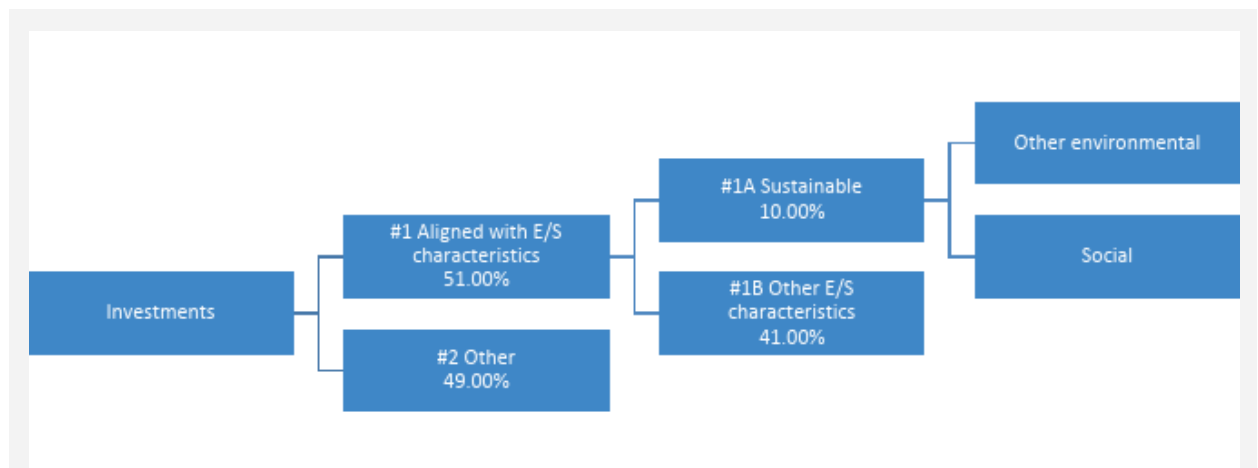 Other environmental
#1A Sustainable
10.00%
#1 Aligned with E/S
characteristics
51.00%
Social
#1B Other E/S
characteristics
41.00%
Investments
#2 Other
49.00%